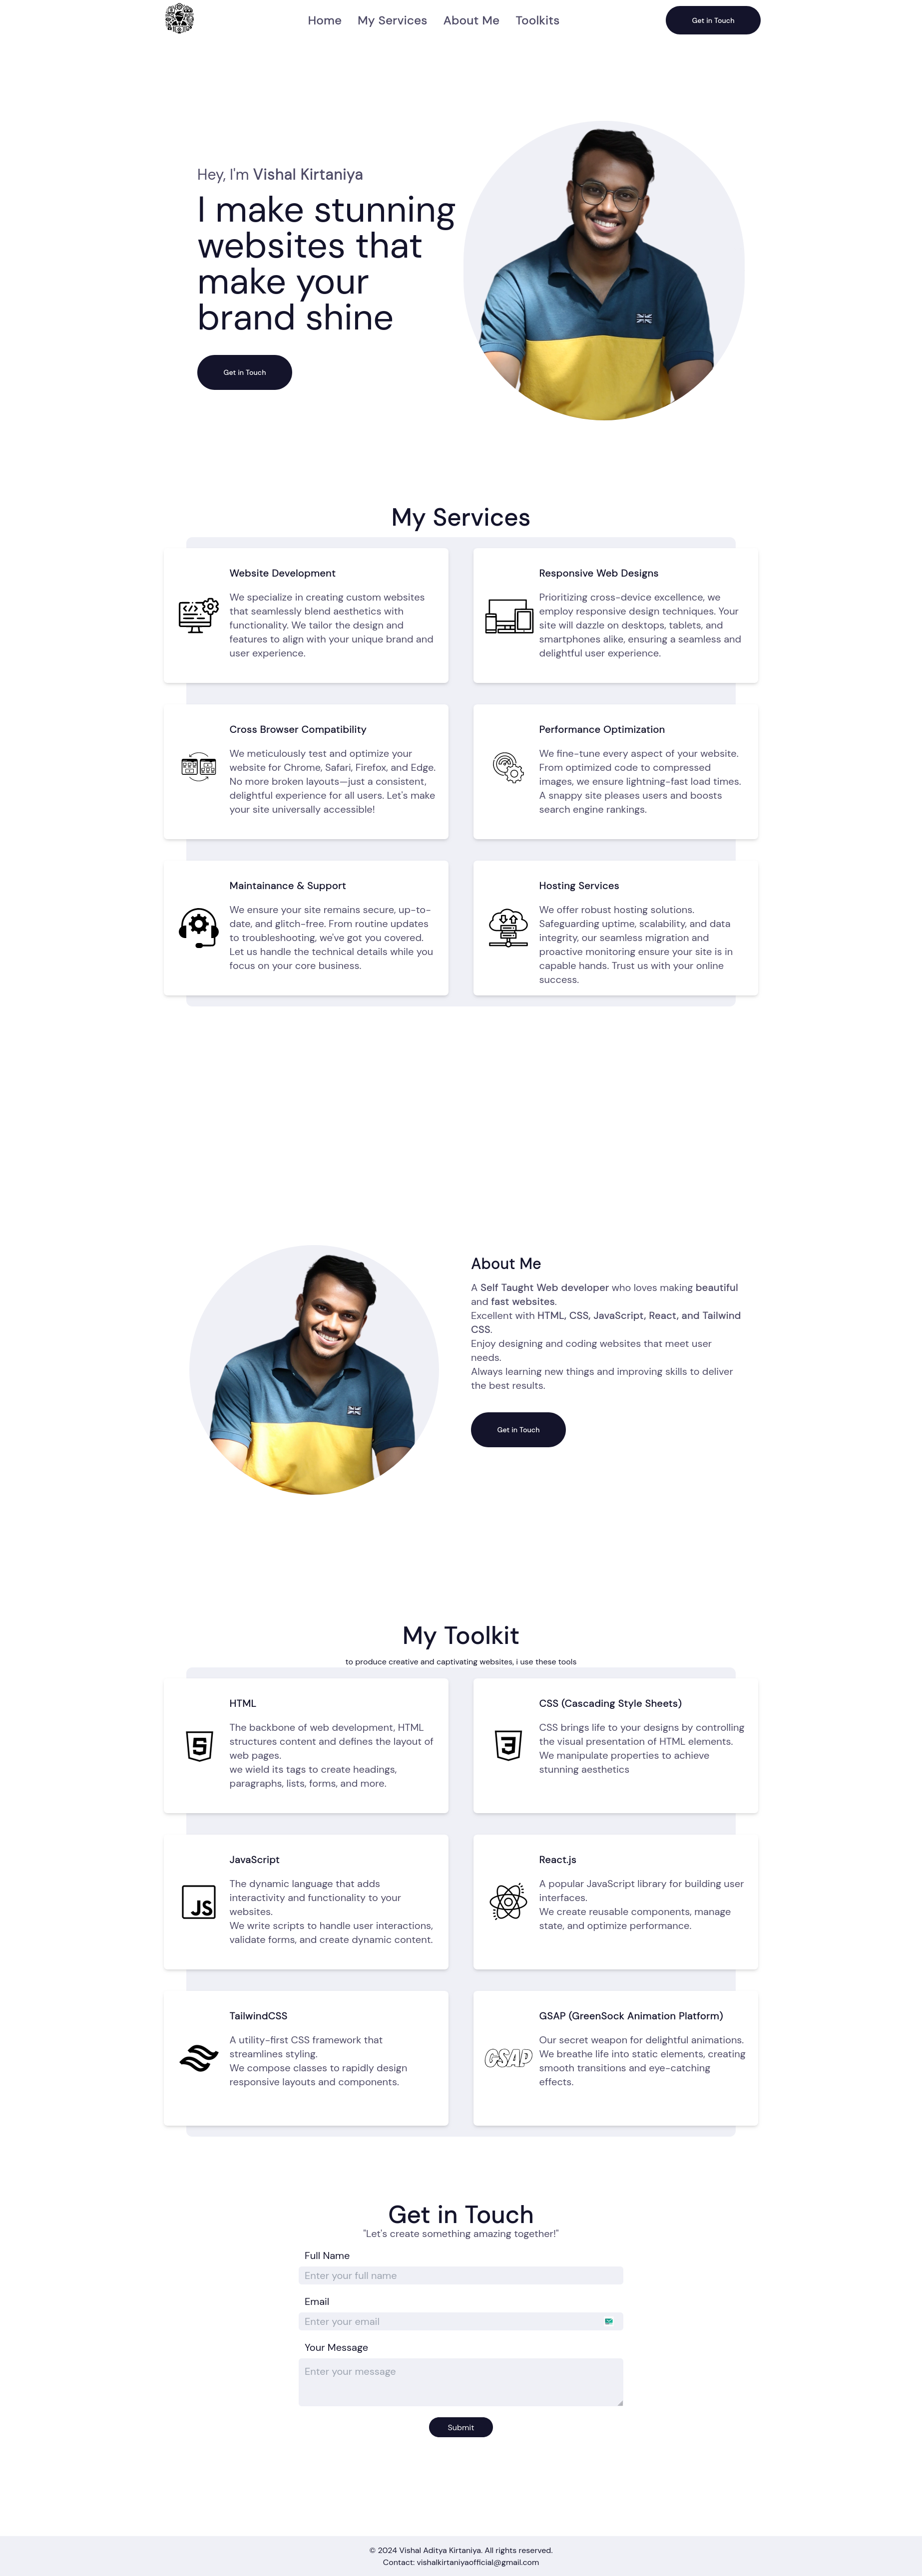 Home My Services About Me Toolkits Get in Touch
Hey, I'm Vishal Kirtaniya
I make stunning
websites that
make your
brand shine
Get in Touch
My Services
Website Development
We specialize in creating custom websites
that seamlessly blend aesthetics with
functionality. We tailor the design and
features to align with your unique brand and
user experience.
Responsive Web Designs
Prioritizing cross-device excellence, we
employ responsive design techniques. Your
site will dazzle on desktops, tablets, and
smartphones alike, ensuring a seamless and
delightful user experience.
Cross Browser Compatibility
We meticulously test and optimize your
website for Chrome, Safari, Firefox, and Edge.
No more broken layouts—just a consistent,
delightful experience for all users. Let's make
your site universally accessible!
Performance Optimization
We fine-tune every aspect of your website.
From optimized code to compressed
images, we ensure lightning-fast load times.
A snappy site pleases users and boosts
search engine rankings.
Maintainance & Support
We ensure your site remains secure, up-to-
date, and glitch-free. From routine updates
to troubleshooting, we've got you covered.
Let us handle the technical details while you
focus on your core business.
Hosting Services
We offer robust hosting solutions.
Safeguarding uptime, scalability, and data
integrity, our seamless migration and
proactive monitoring ensure your site is in
capable hands. Trust us with your online
success.
About Me
A Self Taught Web developer who loves making beautiful
and fast websites.
Excellent with HTML, CSS, JavaScript, React, and Tailwind
CSS.
Enjoy designing and coding websites that meet user
needs.
Always learning new things and improving skills to deliver
the best results.
Get in Touch
My Toolkit
to produce creative and captivating websites, i use these tools
HTML
The backbone of web development, HTML
structures content and defines the layout of
web pages.
we wield its tags to create headings,
paragraphs, lists, forms, and more.
CSS (Cascading Style Sheets)
CSS brings life to your designs by controlling
the visual presentation of HTML elements.
We manipulate properties to achieve
stunning aesthetics
JS
JavaScript
The dynamic language that adds
interactivity and functionality to your
websites.
We write scripts to handle user interactions,
validate forms, and create dynamic content.
React.js
A popular JavaScript library for building user
interfaces.
We create reusable components, manage
state, and optimize performance.
TailwindCSS
A utility-first CSS framework that
streamlines styling.
We compose classes to rapidly design
responsive layouts and components.
GSAP
GSAP (GreenSock Animation Platform)
Our secret weapon for delightful animations.
We breathe life into static elements, creating
smooth transitions and eye-catching
effects.
Get in Touch
"Let's create something amazing together!"
Full Name
Enter your full name
Email
Enter your email
Your Message
Enter your message
Submit
© 2024 Vishal Aditya Kirtaniya. All rights reserved.
Contact: vishalkirtaniyaofficial@gmail.com